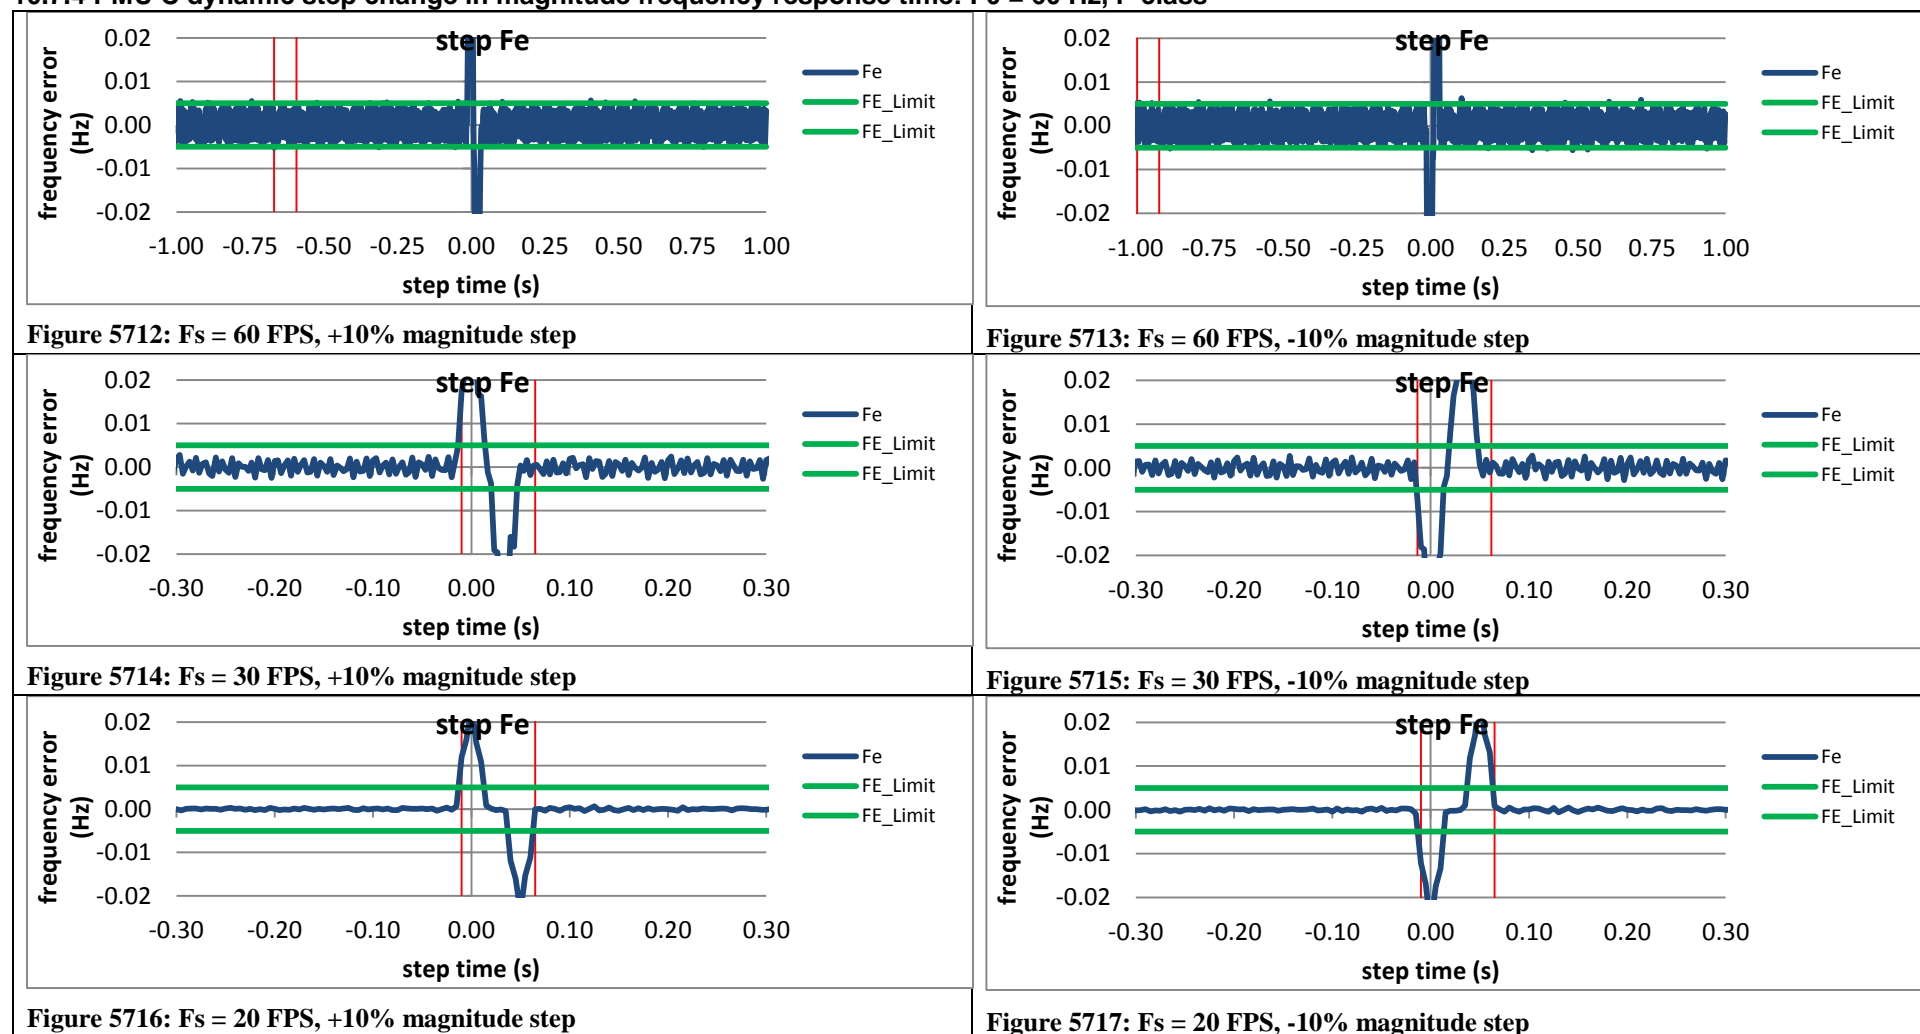 step Fe
0.02
0.01
0.00
-0.01
-0.02
frequency error
(Hz)
-1.00 -0.75 -0.50 -0.25 0.00 0.25 0.50 0.75 1.00
step time (s)
Fe
FE_Limit
FE_Limit
Figure 5712: Fs = 60 FPS, +10% magnitude step
step Fe
0.02
0.01
0.00
-0.01
-0.02
frequency error
(Hz)
-1.00 -0.75 -0.50 -0.25 0.00 0.25 0.50 0.75 1.00
step time (s)
Fe
FE_Limit
FE_Limit
Figure 5713: Fs = 60 FPS, -10% magnitude step
step Fe
0.02
0.01
0.00
-0.01
-0.02
frequency error
(Hz)
-0.30 -0.20 -0.10 0.00 0.10 0.20 0.30
step time (s)
Fe
FE_Limit
FE_Limit
Figure 5714: Fs = 30 FPS, +10% magnitude step
step Fe
0.02
0.01
0.00
-0.01
-0.02
frequency error
(Hz)
-0.30 -0.20 -0.10 0.00 0.10 0.20 0.30
step time (s)
Fe
FE_Limit
FE_Limit
Figure 5715: Fs = 30 FPS, -10% magnitude step
step Fe
0.02
0.01
0.00
-0.01
-0.02
frequency error
(Hz)
-0.30 -0.20 -0.10 0.00 0.10 0.20 0.30
step time (s)
Fe
FE_Limit
FE_Limit
Figure 5716: Fs = 20 FPS, +10% magnitude step
step Fe
0.02
0.01
0.00
-0.01
-0.02
frequency error
(Hz)
-0.30 -0.20 -0.10 0.00 0.10 0.20 0.30
step time (s)
Fe
FE_Limit
FE_Limit
Figure 5717: Fs = 20 FPS, -10% magnitude step